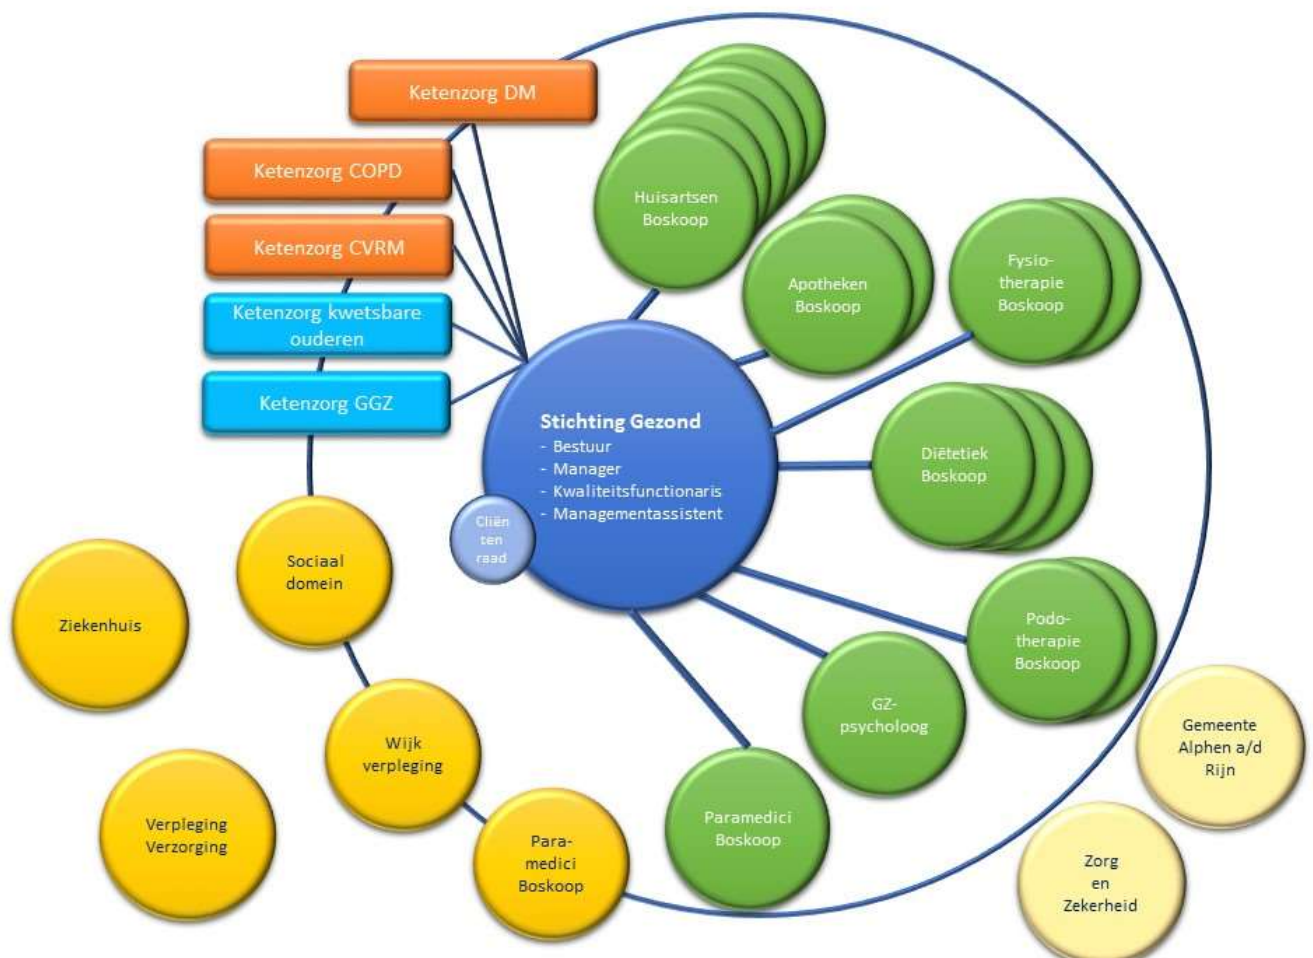 Ketenzorg DM
Ketenzorg COPD
Ketenzorg CVRM
Ketenzorg kwetsbare
ouderen
Ketenzorg GGZ
Huisartsen
Boskoop
Apotheken
Boskoop
Fysio-
therapie
Boskoop
Diëtetiek
Boskoop
Podo-
therapie
Boskoop
GZ-
psycholoog
Paramedici
Boskoop
Stichting Gezond
- Bestuur
- Manager
- Kwaliteitsfunctionaris
- Managementassistent
Cliën
ten
raad
Sociaal
domein
Ziekenhuis
Wijk
verpleging
Verpleging
Verzorging
Para-
medici
Boskoop
Gemeente
Alphen a/d
Rijn
Zorg
en
Zekerheid